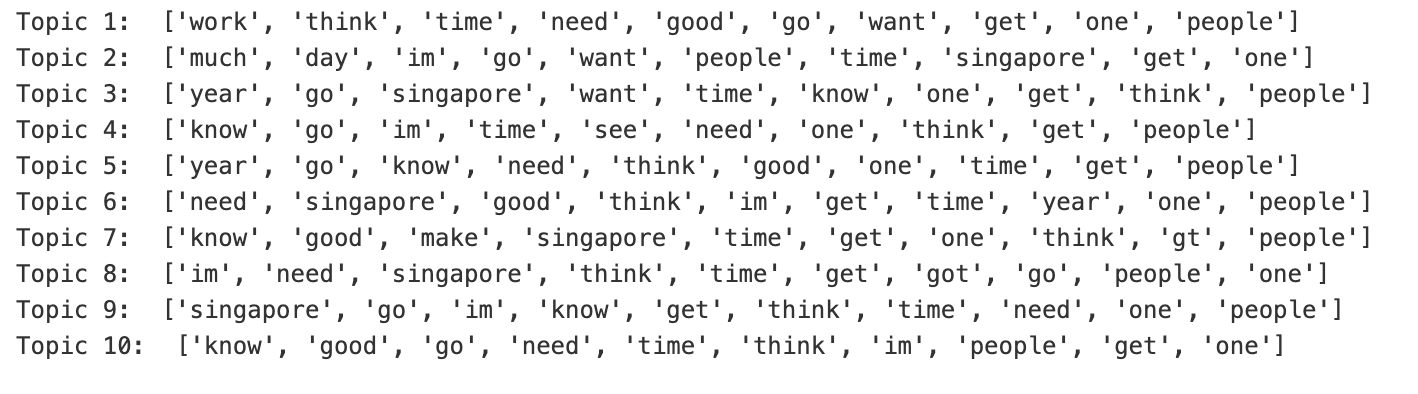 Topic 1:  ['work', 'think', 'time', 'need', 'good', 'go', 'want', 'get', 'one', 'people']
Topic 2:  ['much', 'day', 'im', 'go', 'want', 'people', 'time', 'singapore', 'get', 'one']
Topic 3:  ['year', 'go', 'singapore', 'want', 'time', 'know', 'one', 'get', 'think', 'people']
Topic 4:  ['know', 'go', 'im', 'time', 'see', 'need', 'one', 'think', 'get', 'people']
Topic 5:  ['year', 'go', 'know', 'need', 'think', 'good', 'one', 'time', 'get', 'people']
Topic 6:  ['need', 'singapore', 'good', 'think', 'im', 'get', 'time', 'year', 'one', 'people']
Topic 7:  ['know', 'good', 'make', 'singapore', 'time', 'get', 'one', 'think', 'gt', 'people']
Topic 8:  ['im', 'need', 'singapore', 'think', 'time', 'get', 'got', 'go', 'people', 'one']
Topic 9:  ['singapore', 'go', 'im', 'know', 'get', 'think', 'time', 'need', 'one', 'people']
Topic 10:  ['know', 'good', 'go', 'need', 'time', 'think', 'im', 'people', 'get', 'one']